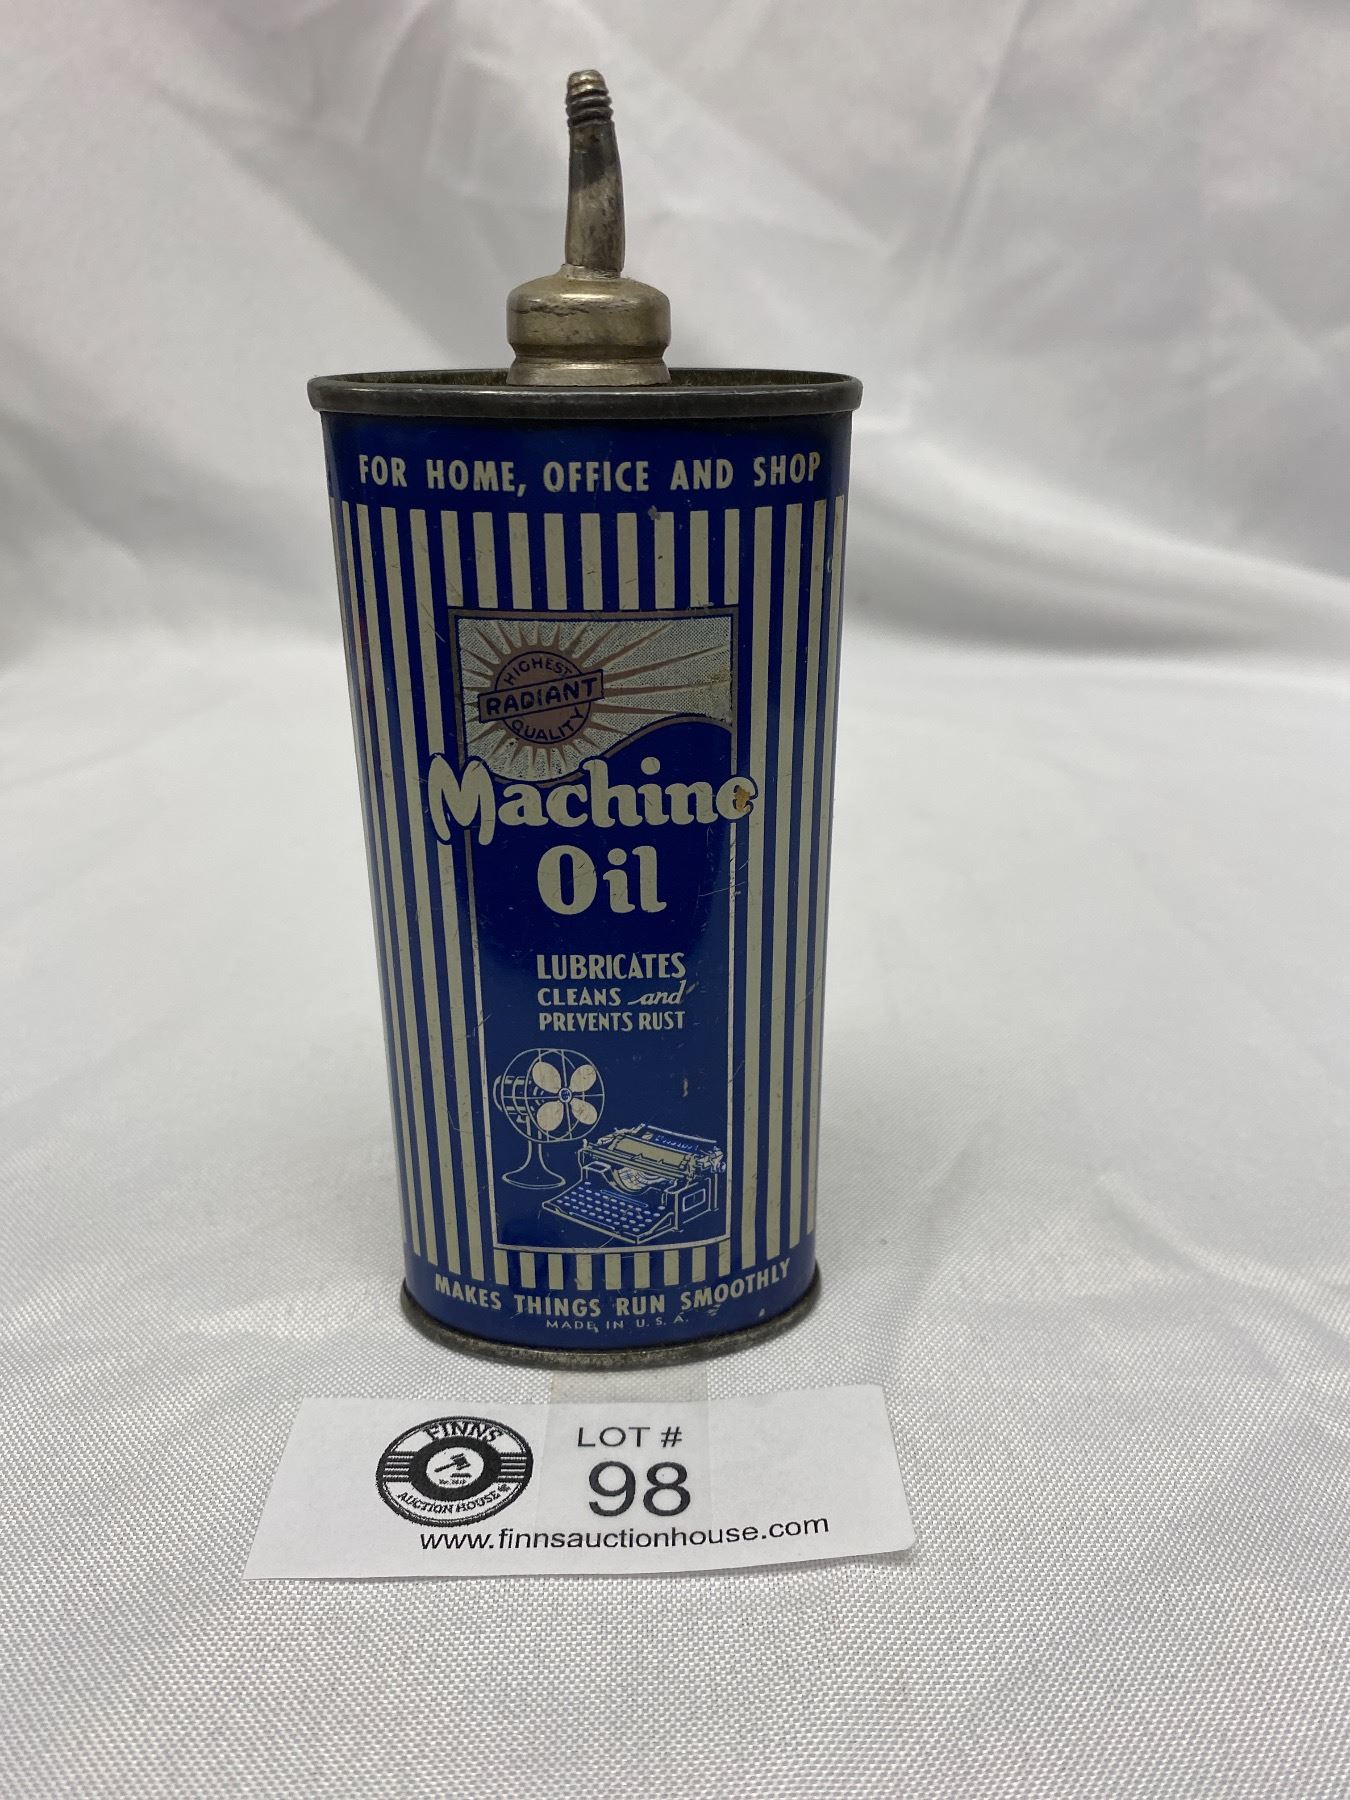 FOR HOME, OFFICE AND SHOP
HIGHEST
RADIANT
QUALITY
Machine
Oil
LUBRICATES
CLEANS and
PREVENTS RUST
MAKES THINGS RUN SMOOTHLY
MADE IN U.S.A.
FINNS
AUCTION HOUSE
LOT #
98
www.finnsauctionhouse.com